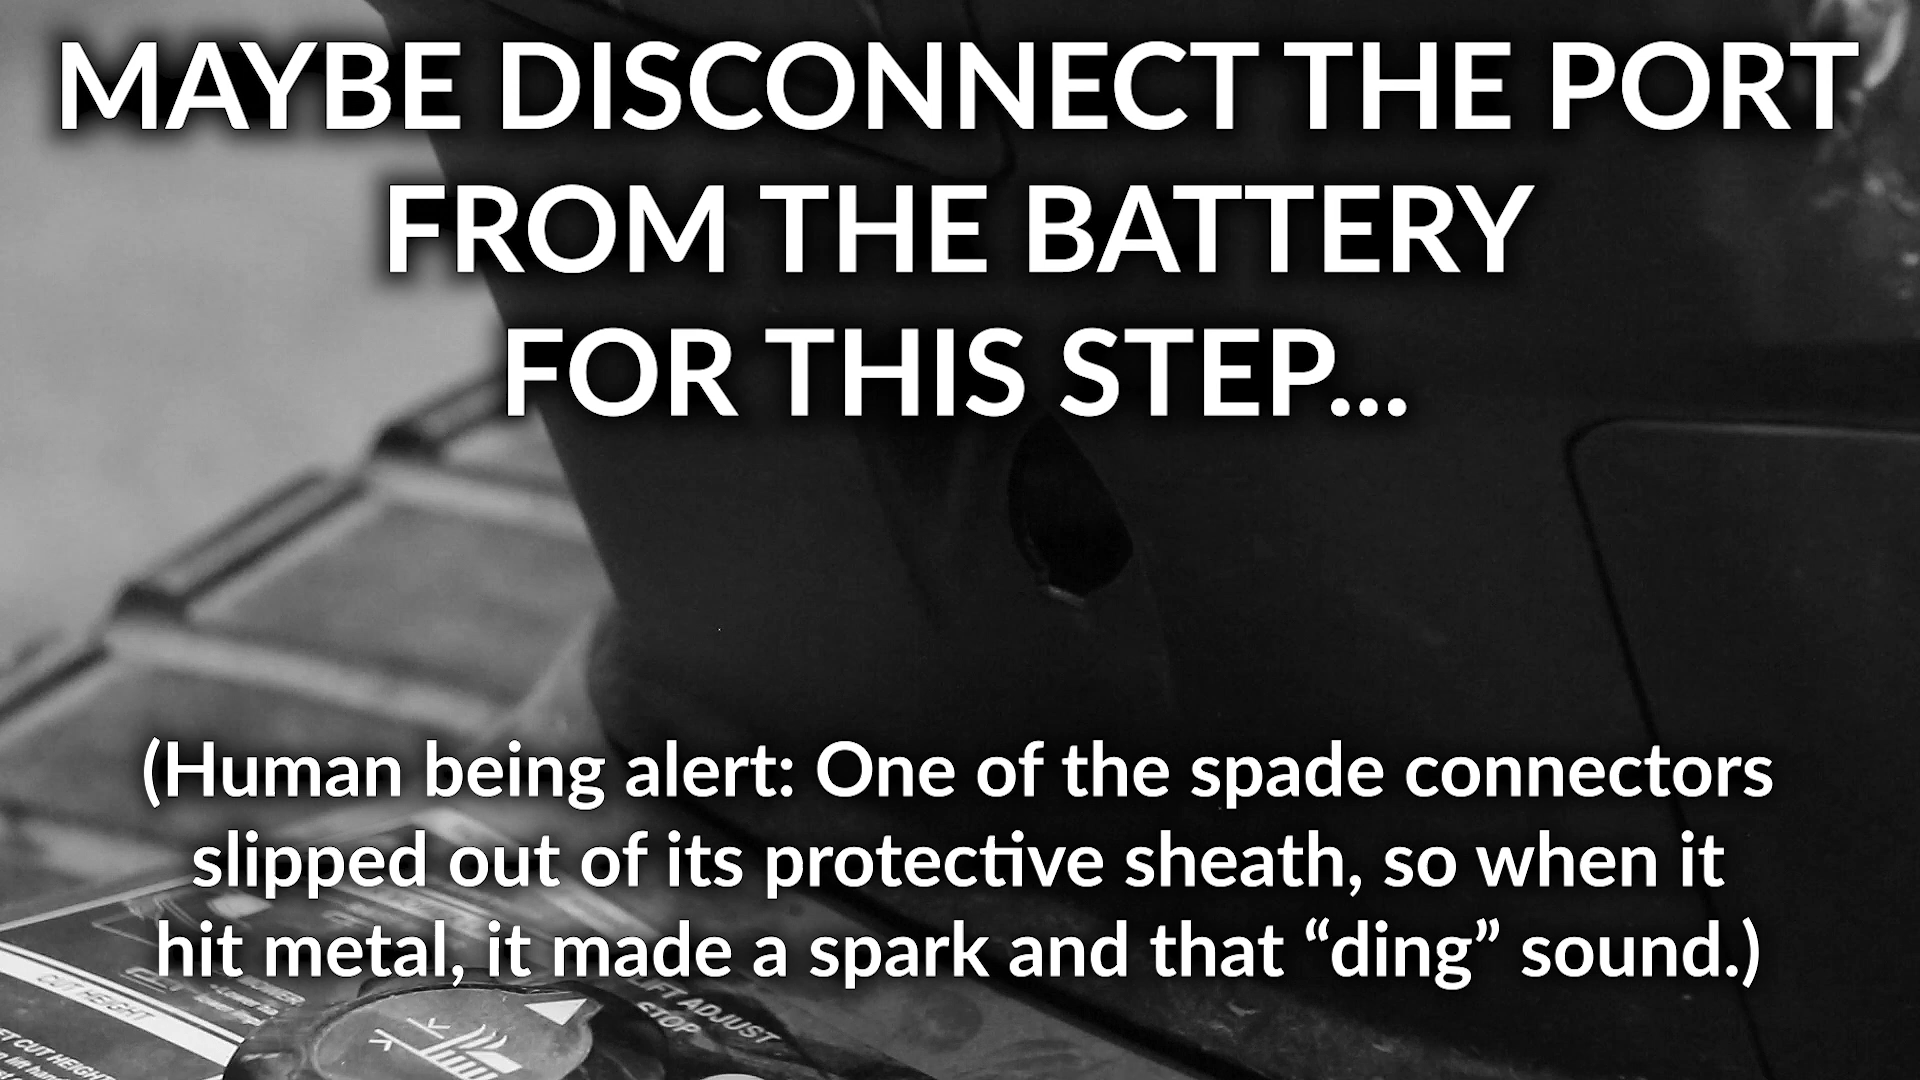 MAYBE DISCONNECT THE PORT
FROM THE BATTERY
FOR THIS STEP...
(Human being alert: One of the spade connectors
slipped out of its protective sheath, so when it
hit metal, it made a spark and that “ding” sound.)
CUT HEIGHT
LIFT ADJUST
STOP
CUT HEIGHT